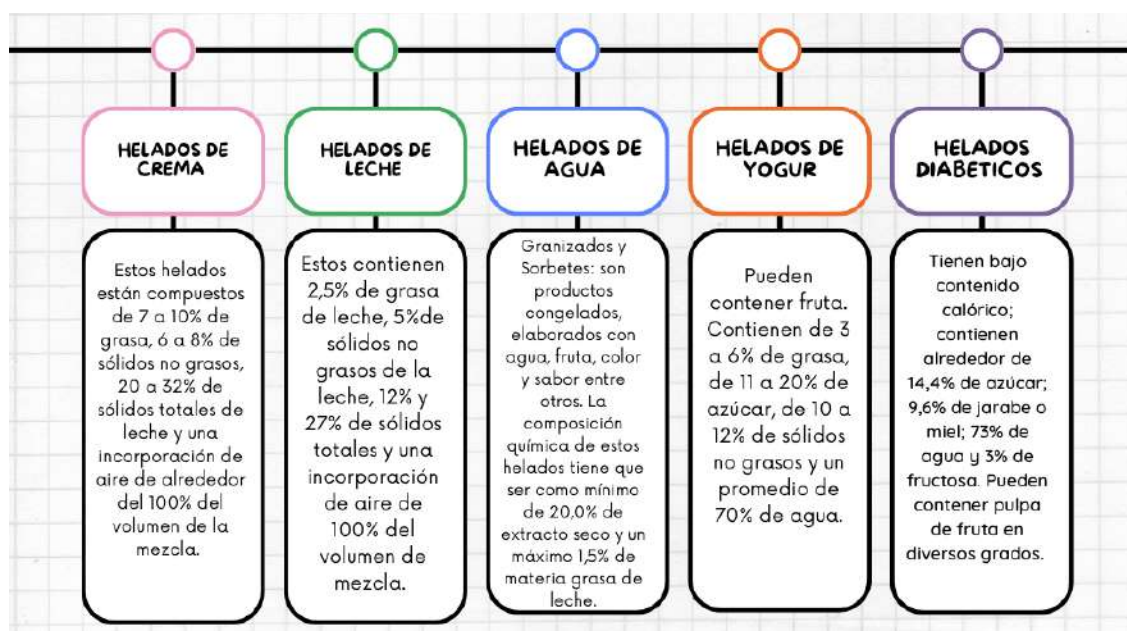 HELADOS DE
CREMA
Estos helados
están compuestos
de 7 a 10% de
grasa, 6 a 8% de
sólidos no grasos,
20 a 32% de
sólidos totales de
leche y una
incorporación de
aire de alrededor
del 100% del
volumen de la
mezcla.
HELADOS DE
LECHE
Estos contienen
2,5% de grasa
de leche, 5%de
sólidos no
grasos de la
leche, 12% y
27% de sólidos
totales y una
incorporación
de aire de
100% del
volumen de
mezcla.
HELADOS DE
AGUA
Granizados y
Sorbetes: son
productos
congelados,
elaborados con
agua, fruta, color
y sabor entre
otros. La
composición
química de estos
helados tiene que
ser como mínimo
de 20,0% de
extracto seco y un
máximo 1,5% de
materia grasa de
leche.
HELADOS DE
YOGUR
Pueden
contener fruta.
Contienen de 3
a 6% de grasa,
de 11 a 20% de
azúcar, de 10 a
12% de sólidos
no grasos y un
promedio de
70% de agua.
HELADOS
DIABETICOS
Tienen bajo
contenido
calórico;
contienen
alrededor de
14,4% de azúcar;
9,6% de jarabe o
miel; 73% de
agua y 3% de
fructosa. Pueden
contener pulpa
de fruta en
diversos grados.